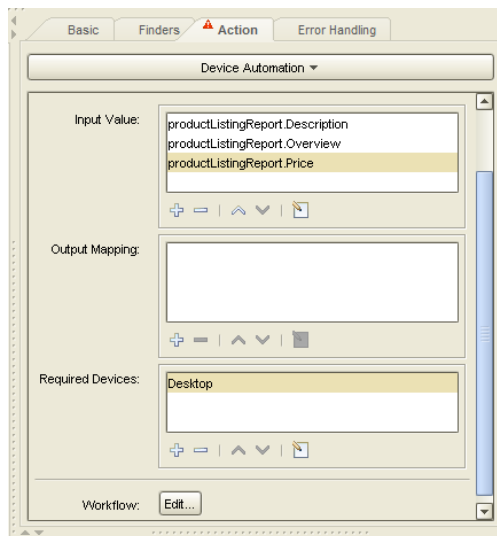 Basic Finders Action Error Handling
Device Automation
Input Value:
productListingReport.Description
productListingReport.Overview
productListingReport.Price
Output Mapping:
Required Devices:
Desktop
Workflow: Edit...